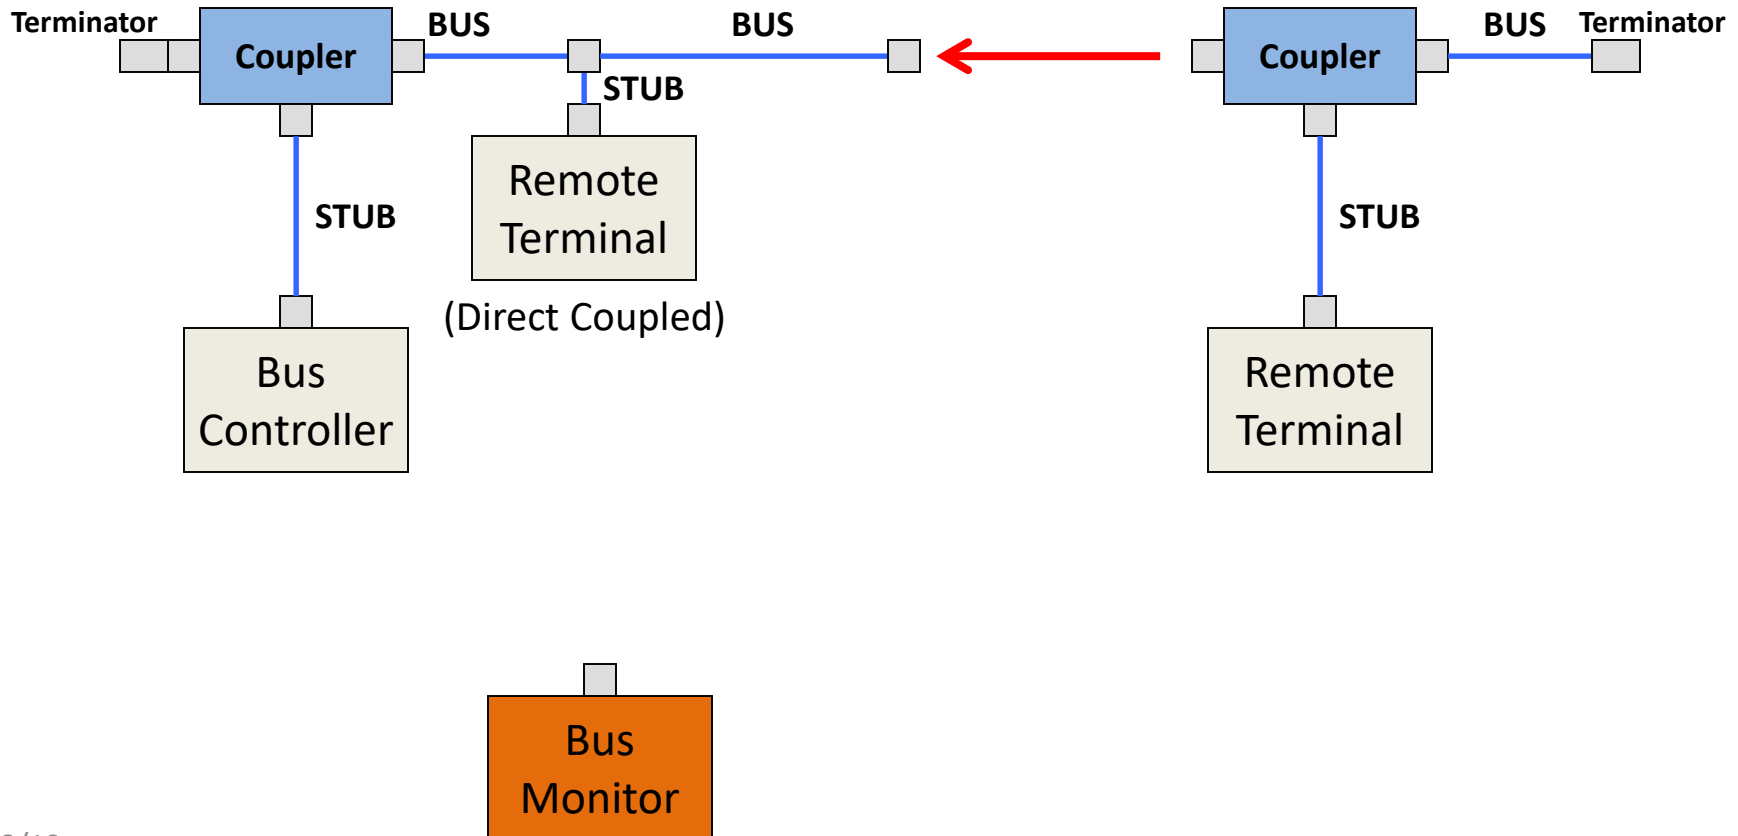 Terminator
BUS
BUS
BUS
Terminator
Coupler
Coupler
STUB
Remote
Terminal
STUB
STUB
(Direct Coupled)
Bus
Controller
Remote
Terminal
Bus
Monitor